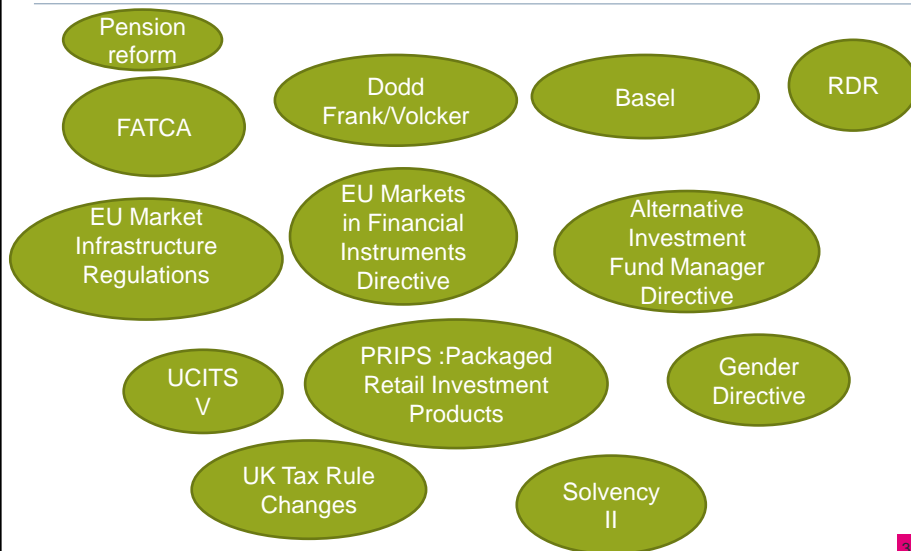 Pension
reform
FATCA
Dodd
Frank/Volcker
Basel
RDR
EU Market
Infrastructure
Regulations
EU Markets
in Financial
Instruments
Directive
Alternative
Investment
Fund Manager
Directive
UCITS
V
PRIPS :Packaged
Retail Investment
Products
Gender
Directive
UK Tax Rule
Changes
Solvency
II
3